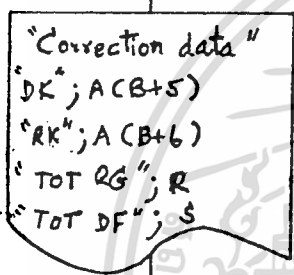 "Correction data"
"DK"; A(B+5)
"RK"; A(B+6)
"TOT RG"; R
"TOT DF"; S